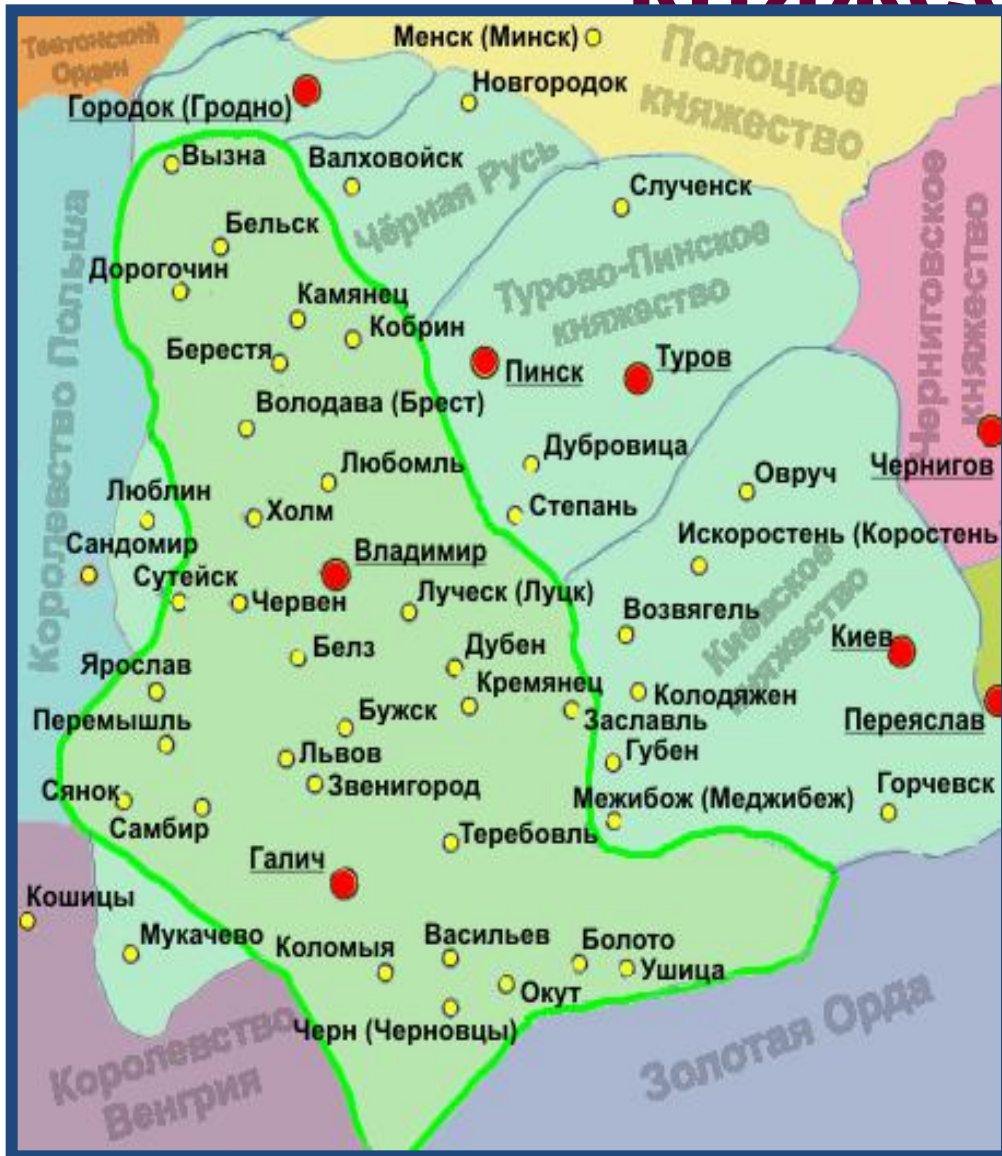 Тевтонский
Орден
Менск (Минск)
Полоцкое
княжество
Городок (Гродно)
Новгородок
Вызна
Валховойск
Чёрная Русь
Слученск
Черниговское
княжество
Королевство Польша
Бельск
Дорогочин
Турово-Пинское
княжество
Камянец
Кобрин
Берестя
Пинск
Туров
Володава (Брест)
Чернигов
Дубровица
Овруч
Любомль
Люблин
Холм
Степань
Искоростень (Коростень)
Сандомир
Владимир
Сутейск
Червен
Луческ (Луцк)
Возвягель
Киевское
княжество
Киев
Белз
Дубен
Ярослав
Кремянец
Колодяжен
Перемышль
Бужск
Заславль
Переяслав
Львов
Губен
Звенигород
Сянок
Межибож (Меджибеж)
Горчевск
Самбир
Теребовль
Галич
Кошицы
Мукачево
Коломыя
Васильев
Болото
Ушица
Окут
Черн (Черновцы)
Королевство
Венгрия
Золотая Орда